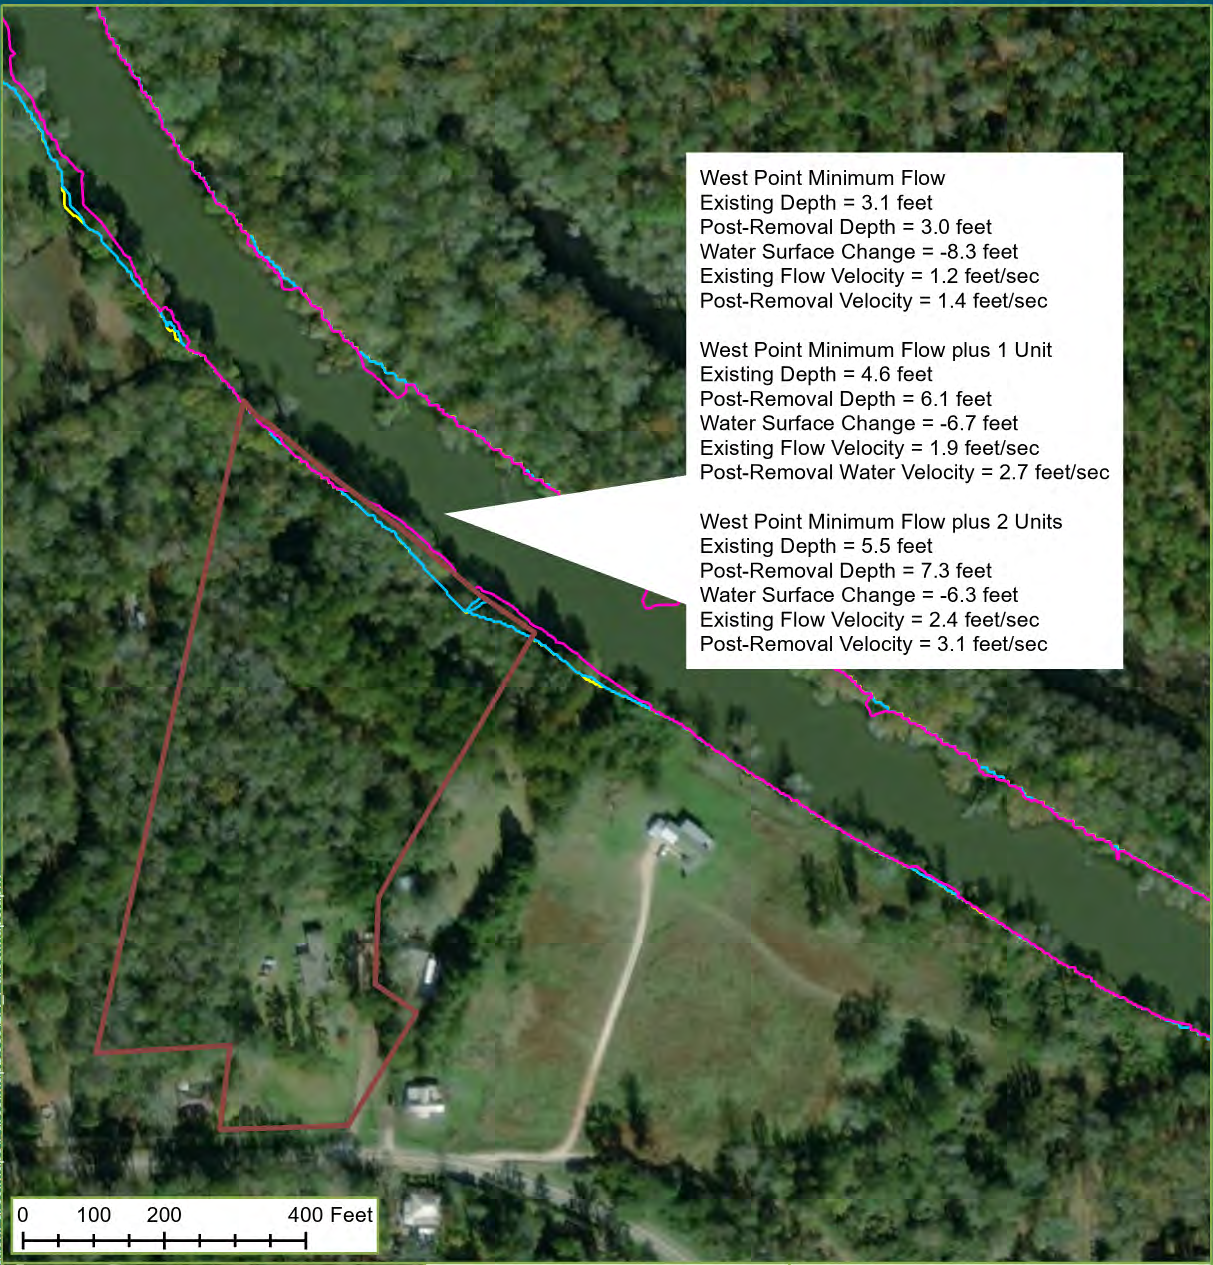 West Point Minimum Flow
Existing Depth = 3.1 feet
Post-Removal Depth = 3.0 feet
Water Surface Change = -8.3 feet
Existing Flow Velocity = 1.2 feet/sec
Post-Removal Velocity = 1.4 feet/sec
West Point Minimum Flow plus 1 Unit
Existing Depth = 4.6 feet
Post-Removal Depth = 6.1 feet
Water Surface Change = -6.7 feet
Existing Flow Velocity = 1.9 feet/sec
Post-Removal Water Velocity = 2.7 feet/sec
West Point Minimum Flow plus 2 Units
Existing Depth = 5.5 feet
Post-Removal Depth = 7.3 feet
Water Surface Change = -6.3 feet
Existing Flow Velocity = 2.4 feet/sec
Post-Removal Velocity = 3.1 feet/sec
0 100 200 400 Feet